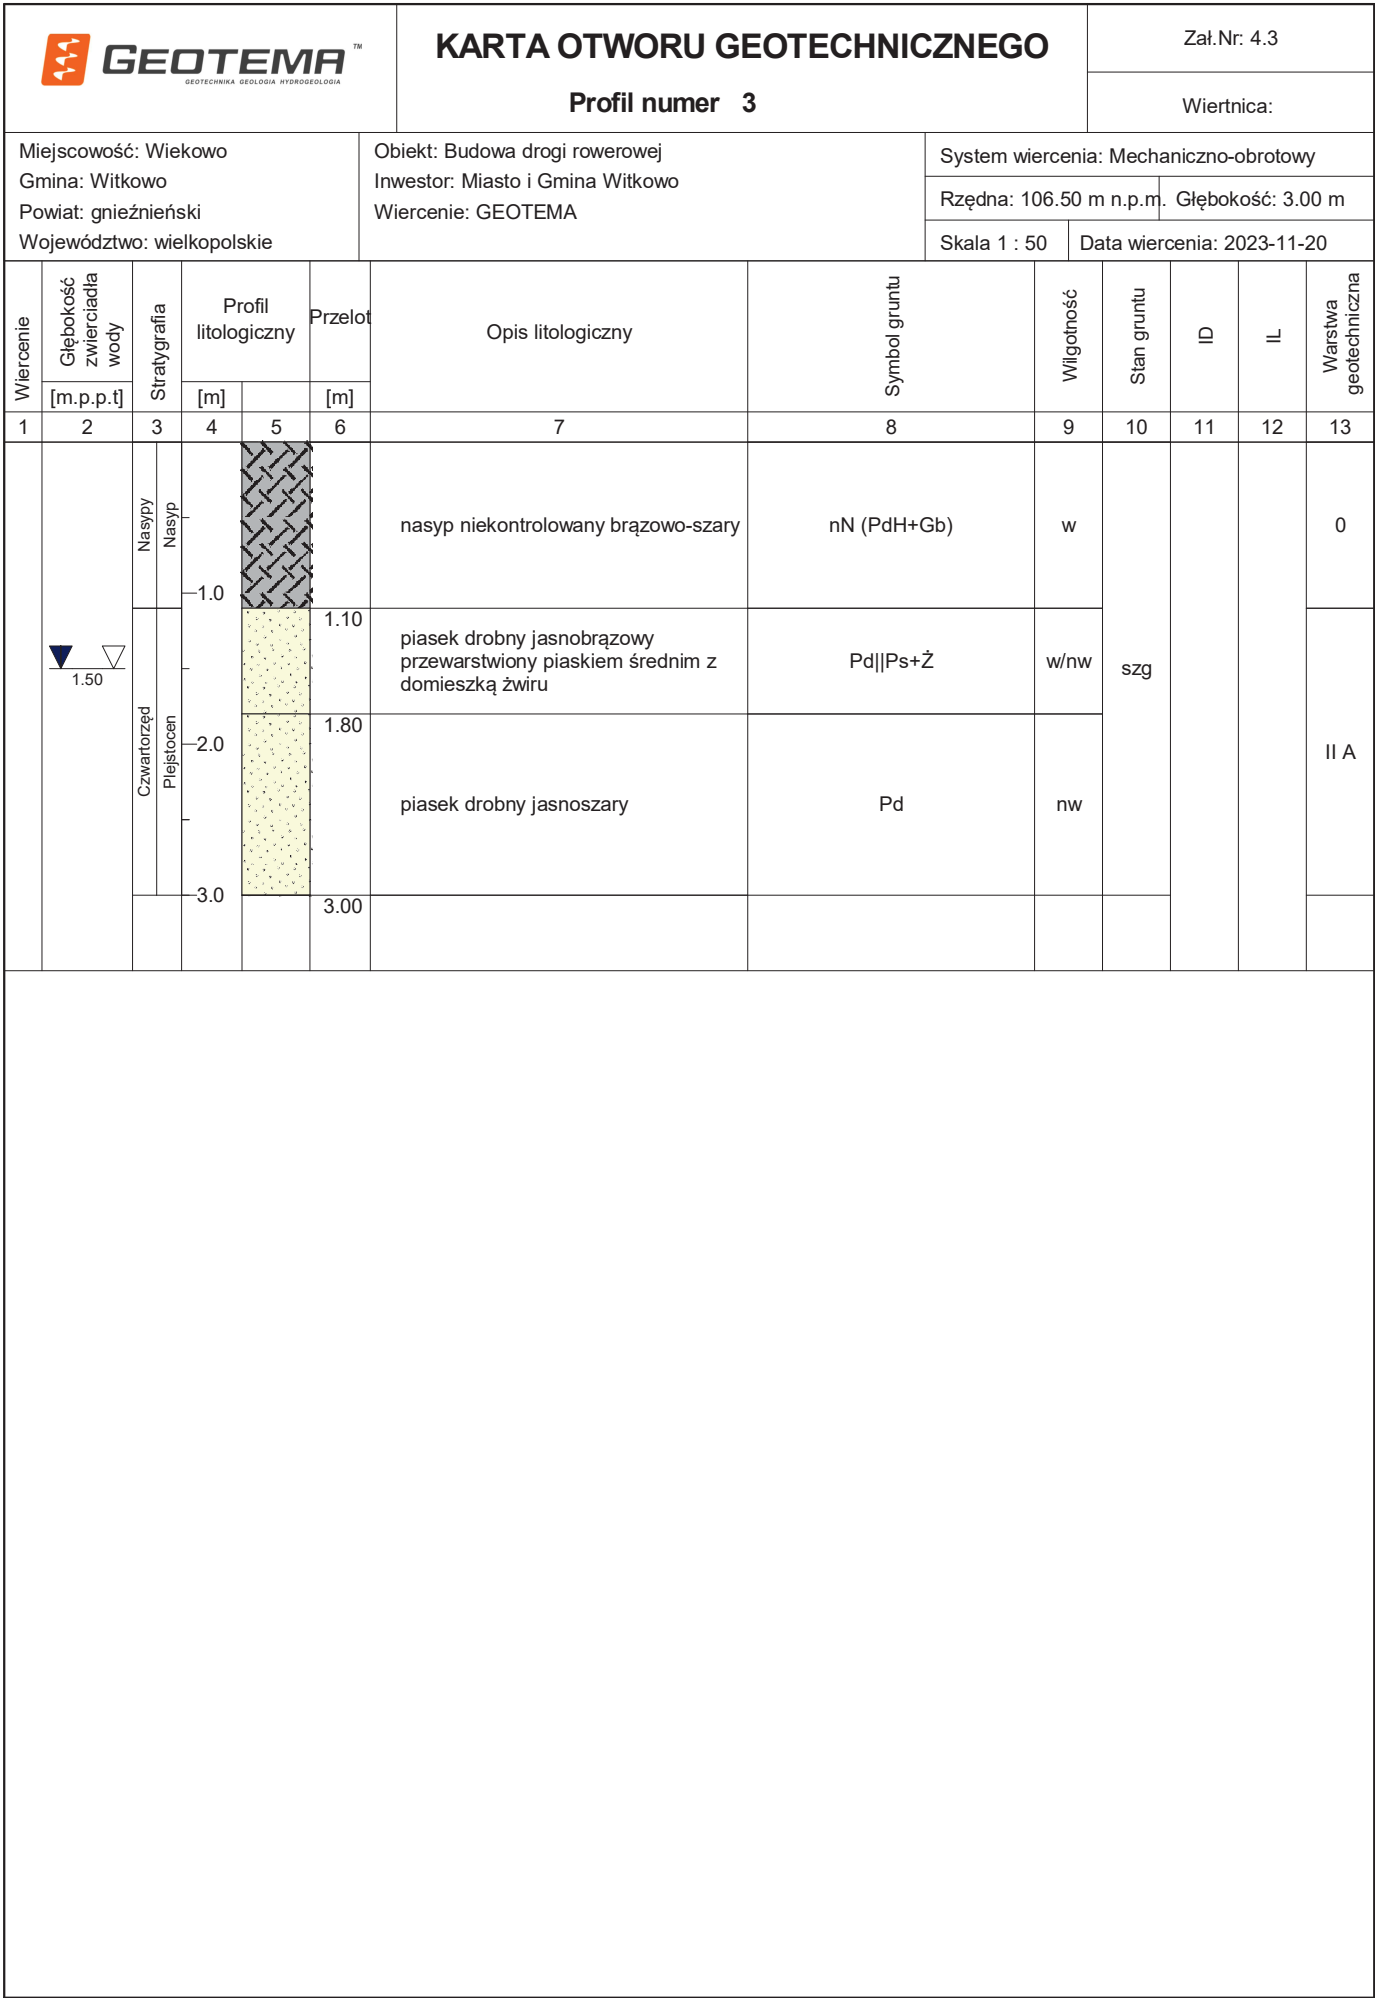 GEOTEMA™
GEOTECHNIKA GEOLOGIA HYDROGEOLOGIA
KARTA OTWORU GEOTECHNICZNEGO
Profil numer 3
Zał.Nr: 4.3
Wiertnica:
Miejscowość: Wiekowo
Gmina: Witkowo
Powiat: gnieźnieński
Województwo: wielkopolskie
Obiekt: Budowa drogi rowerowej
Inwestor: Miasto i Gmina Witkowo
Wiercenie: GEOTEMA
System wiercenia: Mechaniczno-obrotowy
Rzędna: 106.50 m n.p.m. Głębokość: 3.00 m
Skala 1 : 50 Data wiercenia: 2023-11-20
Wiercenie
Głębokość
zwierciadła
wody
[m.p.p.t]
Stratygrafia
Profil
litologiczny
[m]
Przelot
[m]
Opis litologiczny
Symbol gruntu
Wilgotność
Stan gruntu
ID
IL
Warstwa
geotechniczna
1 2 3 4 5 6 7 8 9 10 11 12 13
Nasypy
Nasyp
nasyp niekontrolowany brązowo-szary
nN (PdH+Gb)
w
0
1.0
1.10
1.50
Czwartorzęd
Plejstocen
piasek drobny jasnobrązowy
przewarstwiony piaskiem średnim z
domieszką żwiru
Pd||Ps+Ż
w/nw
szg
1.80
2.0
II A
piasek drobny jasnoszary
Pd
nw
3.0
3.00